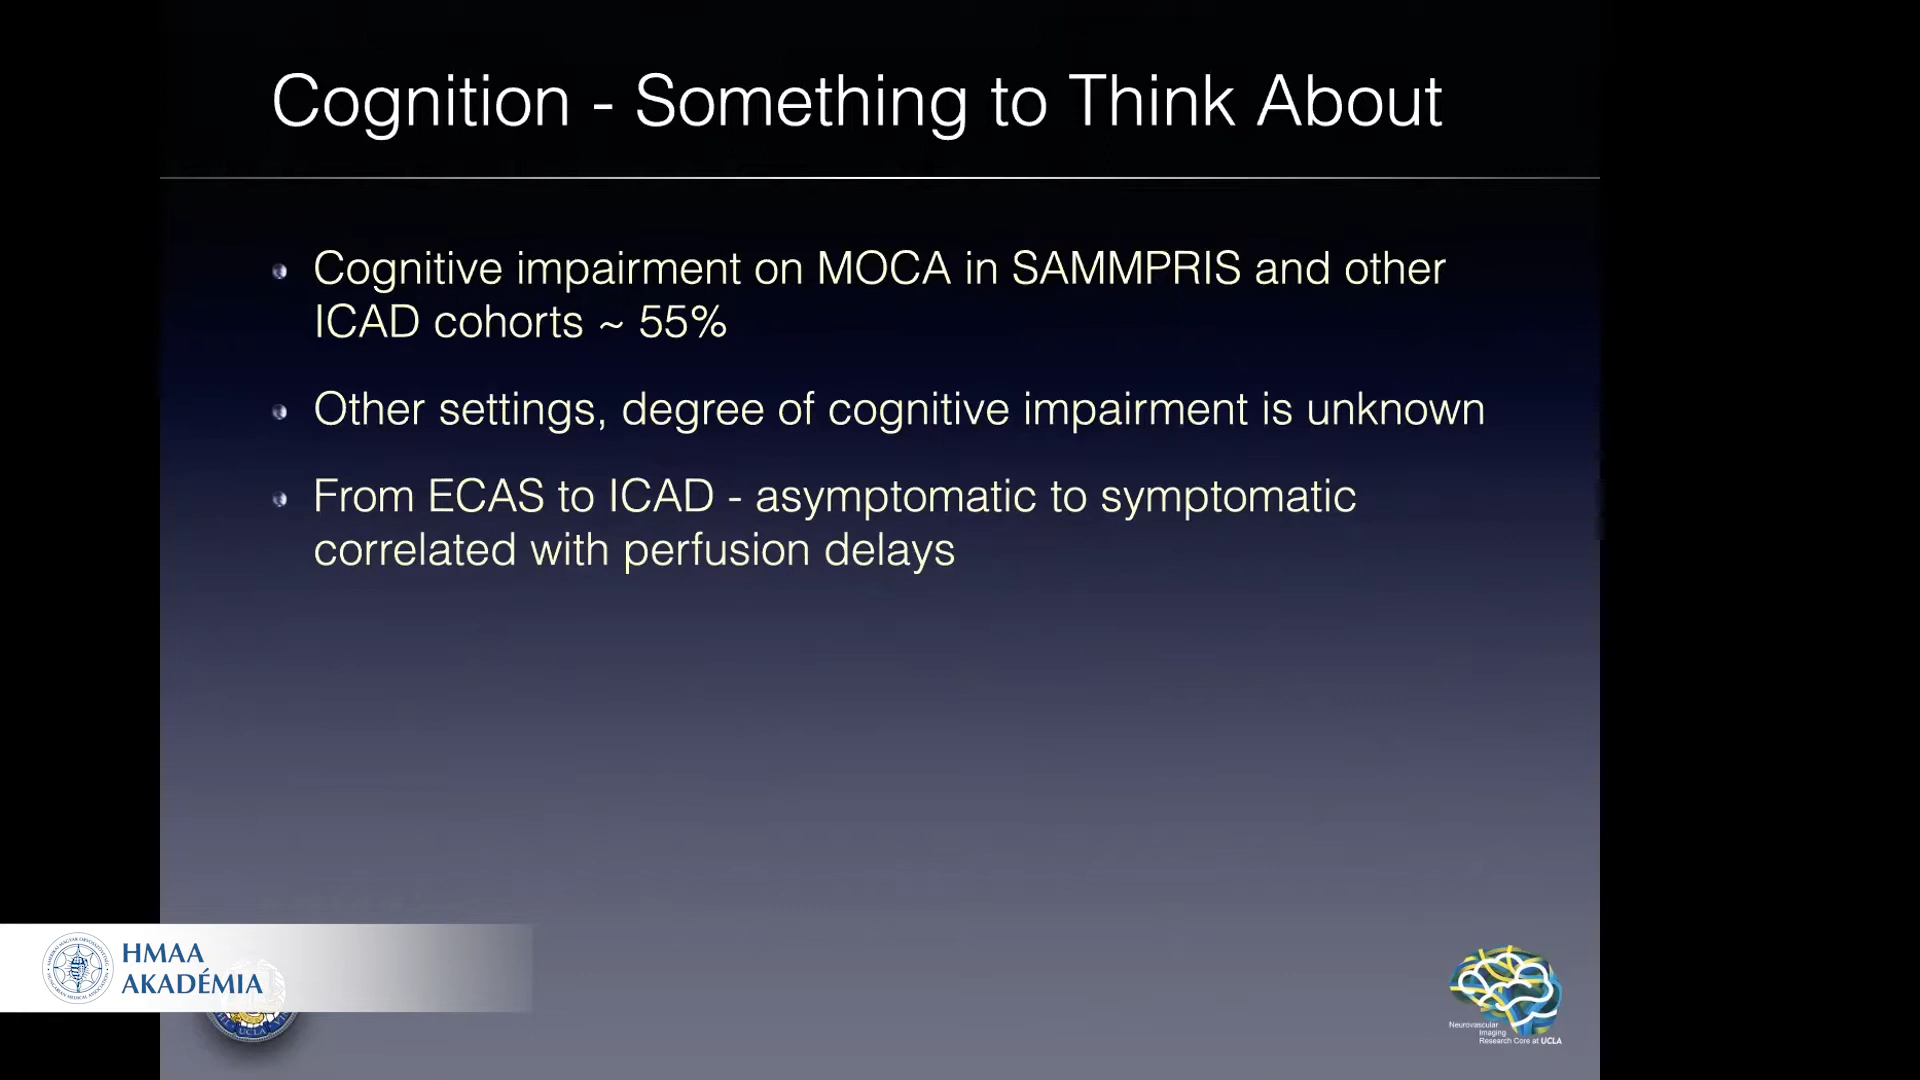 Cognition - Something to Think About
Cognitive impairment on MOCA in SAMMPRIS and other
ICAD cohorts ~ 55%
Other settings, degree of cognitive impairment is unknown
From ECAS to ICAD - asymptomatic to symptomatic
correlated with perfusion delays
HMAA
AKADÉMIA
UCLA
Neurovascular
Imaging
Research Core at UCLA